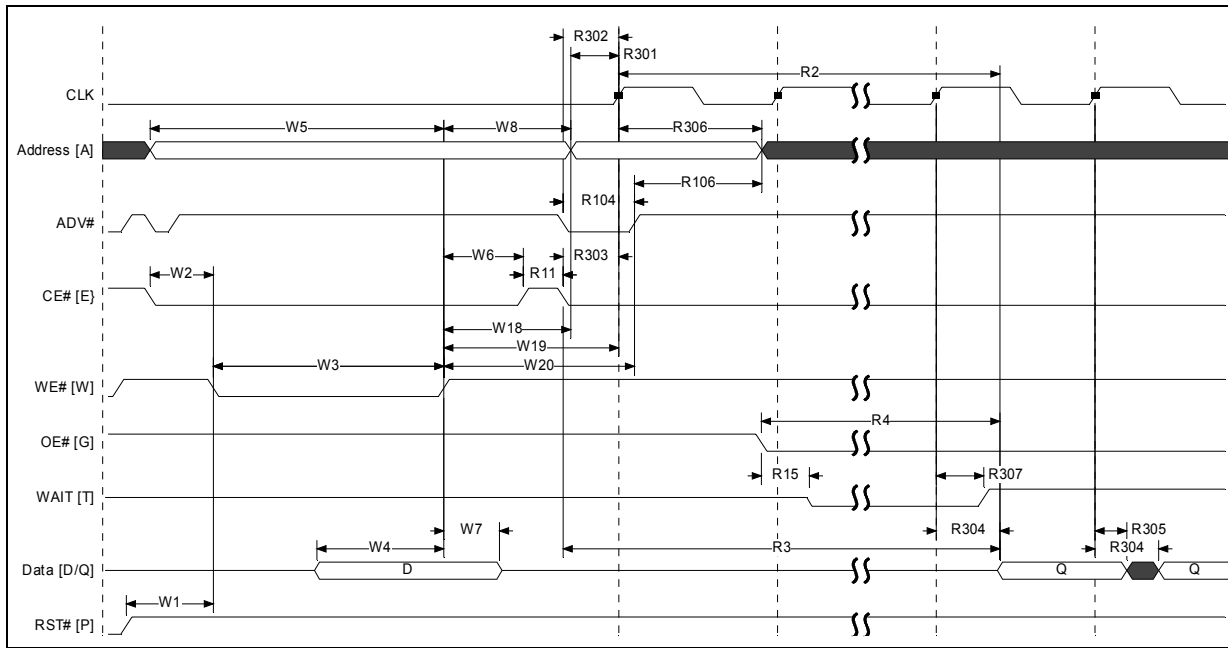 R302
R301
R2
CLK
W5
W8
R306
Address [A]
R106
R104
ADV#
W6
R303
W2
R11
CE# [E}
W18
W19
W3
W20
WE# [W]
R4
OE# [G]
R15
R307
WAIT [T]
W7
R304
R305
W4
R3
R304
Data [D/Q]
D
Q
Q
W1
RST# [P]